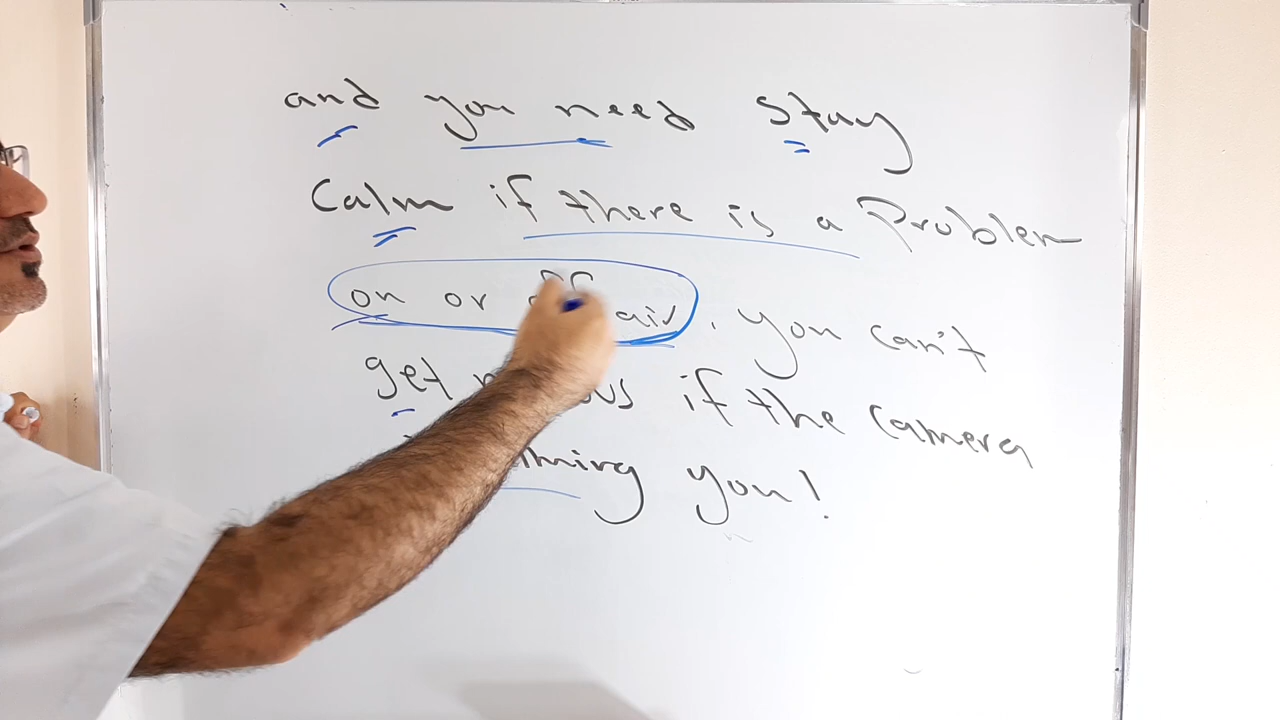 and you need stay
Calm if there is a Problem
on or off air, you can't
get if the Camera
you!